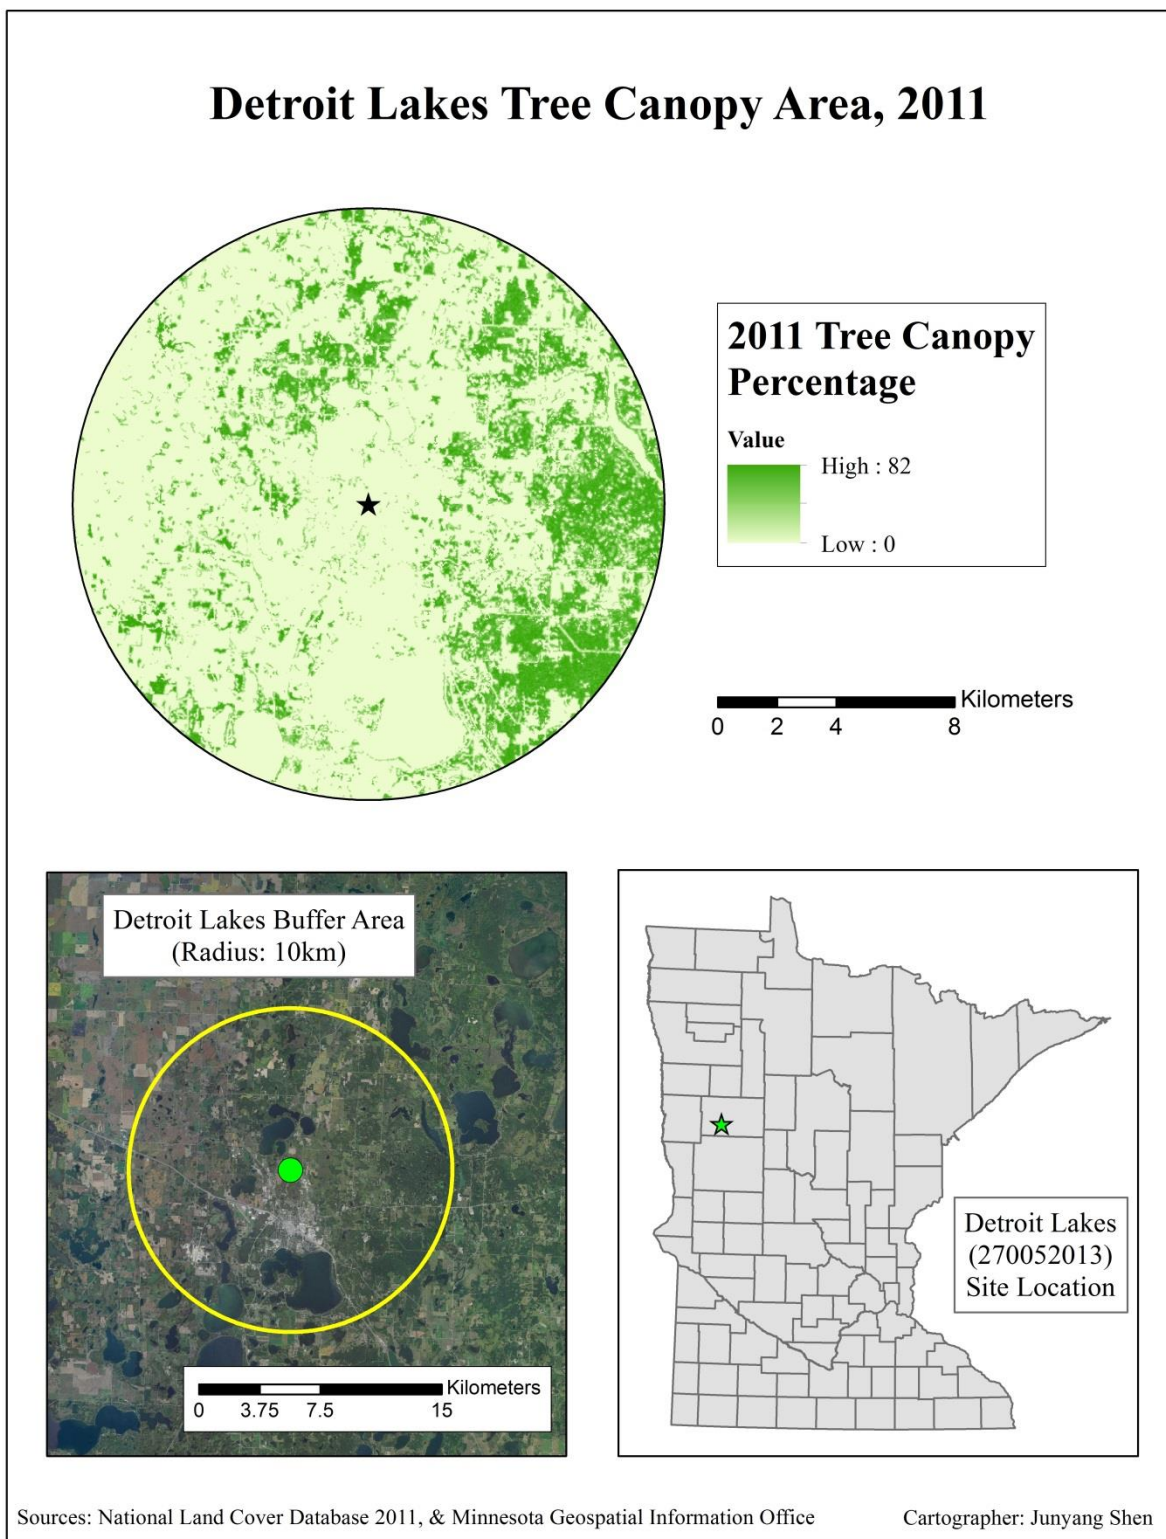 Detroit Lakes Tree Canopy Area, 2011
2011 Tree Canopy
Percentage
Value
High : 82
Low : 0
Kilometers
0 2 4 8
Detroit Lakes Buffer Area
(Radius: 10km)
Kilometers
0 3.75 7.5 15
Detroit Lakes
(270052013)
Site Location
Sources: National Land Cover Database 2011, & Minnesota Geospatial Information Office
Cartographer: Junyang Shen